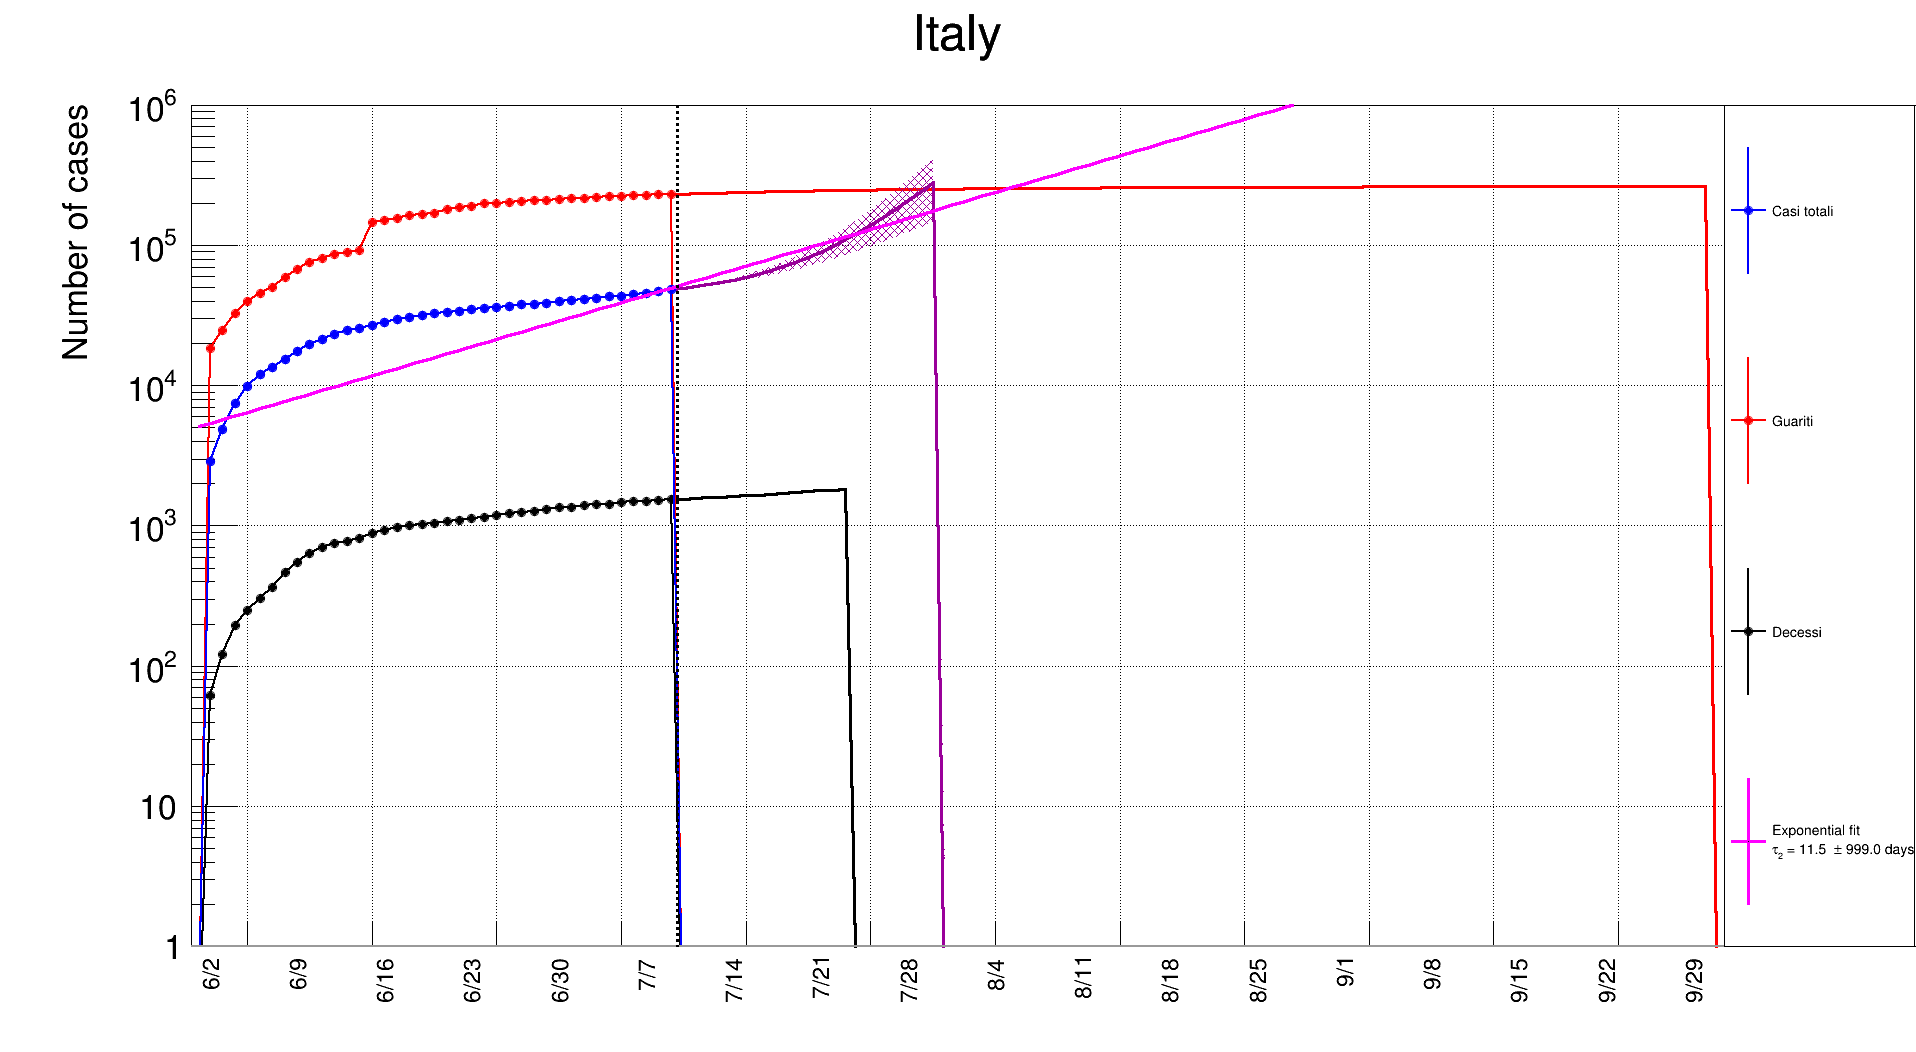 Italy
Number of cases
10^6
10^5
10^4
10^3
10^2
10
1
6/2 6/9 6/16 6/23 6/30 7/7 7/14 7/21 7/28 8/4 8/11 8/18 8/25 9/1 9/8 9/15 9/22 9/29
Casi totali
Guariti
Decessi
Exponential fit
τ₂ = 11.5 ± 999.0 days